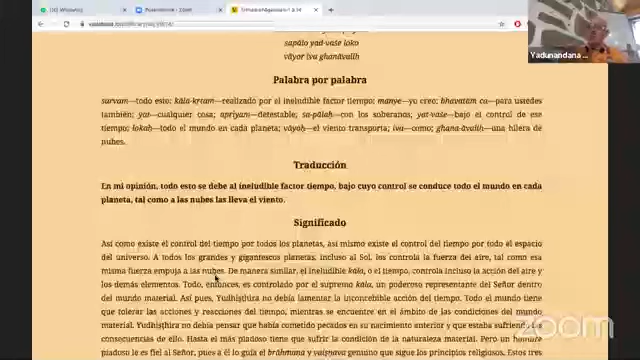 (30) WhatsApp
Yadunandana ...
sapālo yad-vaśe loko
vāyor iva ghanāvaliḥ
Palabra por palabra
sarvam—todo esto; kāla-kṛtam—realizado por el ineludible factor tiempo; manye—yo creo; bhavatāṁ ca—para ustedes
también; yat—cualquier cosa; apriyam—detestable; sa-pālaḥ—con los soberanos; yat-vaśe—bajo el control de ese
tiempo; lokaḥ—todo el mundo en cada planeta; vāyoḥ—el viento transporta; iva—como; ghana-āvaliḥ—una hilera de
nubes.
Traducción
En mi opinión, todo esto se debe al ineludible factor tiempo, bajo cuyo control se conduce todo el mundo en cada
planeta, tal como a las nubes las lleva el viento.
Significado
Así como existe el control del tiempo por todos los planetas, así mismo existe el control del tiempo por todo el espacio
del universo. A todos los grandes y gigantescos planetas, incluso al Sol, los controla la fuerza del aire, tal como esa
misma fuerza empuja a las nubes. De manera similar, el ineludible kāla, o el tiempo, controla incluso la acción del aire y
los demás elementos. Todo, entonces, es controlado por el supremo kāla, un poderoso representante del Señor dentro
del mundo material. Así pues, Yudhiṣṭhira no debía lamentar la inconcebible acción del tiempo. Todo el mundo tiene
que tolerar las acciones y reacciones del tiempo, mientras se encuentre en el ámbito de las condiciones del mundo
material. Yudhiṣṭhira no debía pensar que había cometido pecados en su nacimiento anterior y que estaba sufriendo las
consecuencias de ello. Hasta el más piadoso tiene que sufrir la condición de la naturaleza material. Pero un hombre
piadoso le es fiel al Señor, pues a él lo guía el brāhmaṇa y vaiṣṇava genuino que sigue los principios religiosos. Estos tres
zoom